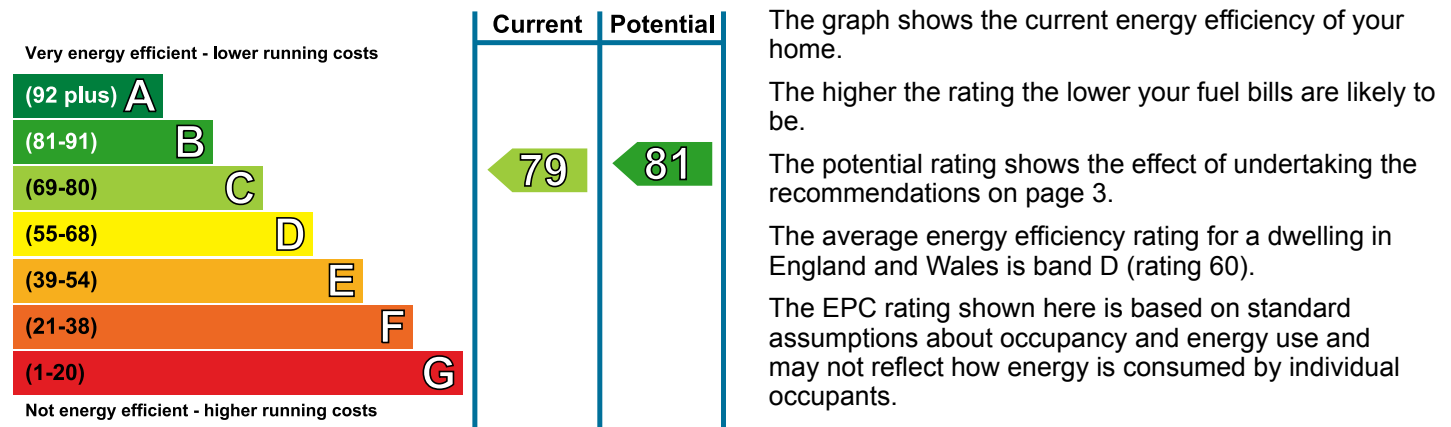 Current Potential
Very energy efficient - lower running costs
(92 plus) A
(81-91) B
(69-80) C
(55-68) D
(39-54) E
(21-38) F
(1-20) G
79 81
Not energy efficient - higher running costs
The graph shows the current energy efficiency of your
home.
The higher the rating the lower your fuel bills are likely to
be.
The potential rating shows the effect of undertaking the
recommendations on page 3.
The average energy efficiency rating for a dwelling in
England and Wales is band D (rating 60).
The EPC rating shown here is based on standard
assumptions about occupancy and energy use and
may not reflect how energy is consumed by individual
occupants.